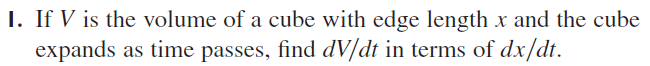 1. If V is the volume of a cube with edge length x and the cube
expands as time passes, find dV/dt in terms of dx/dt.